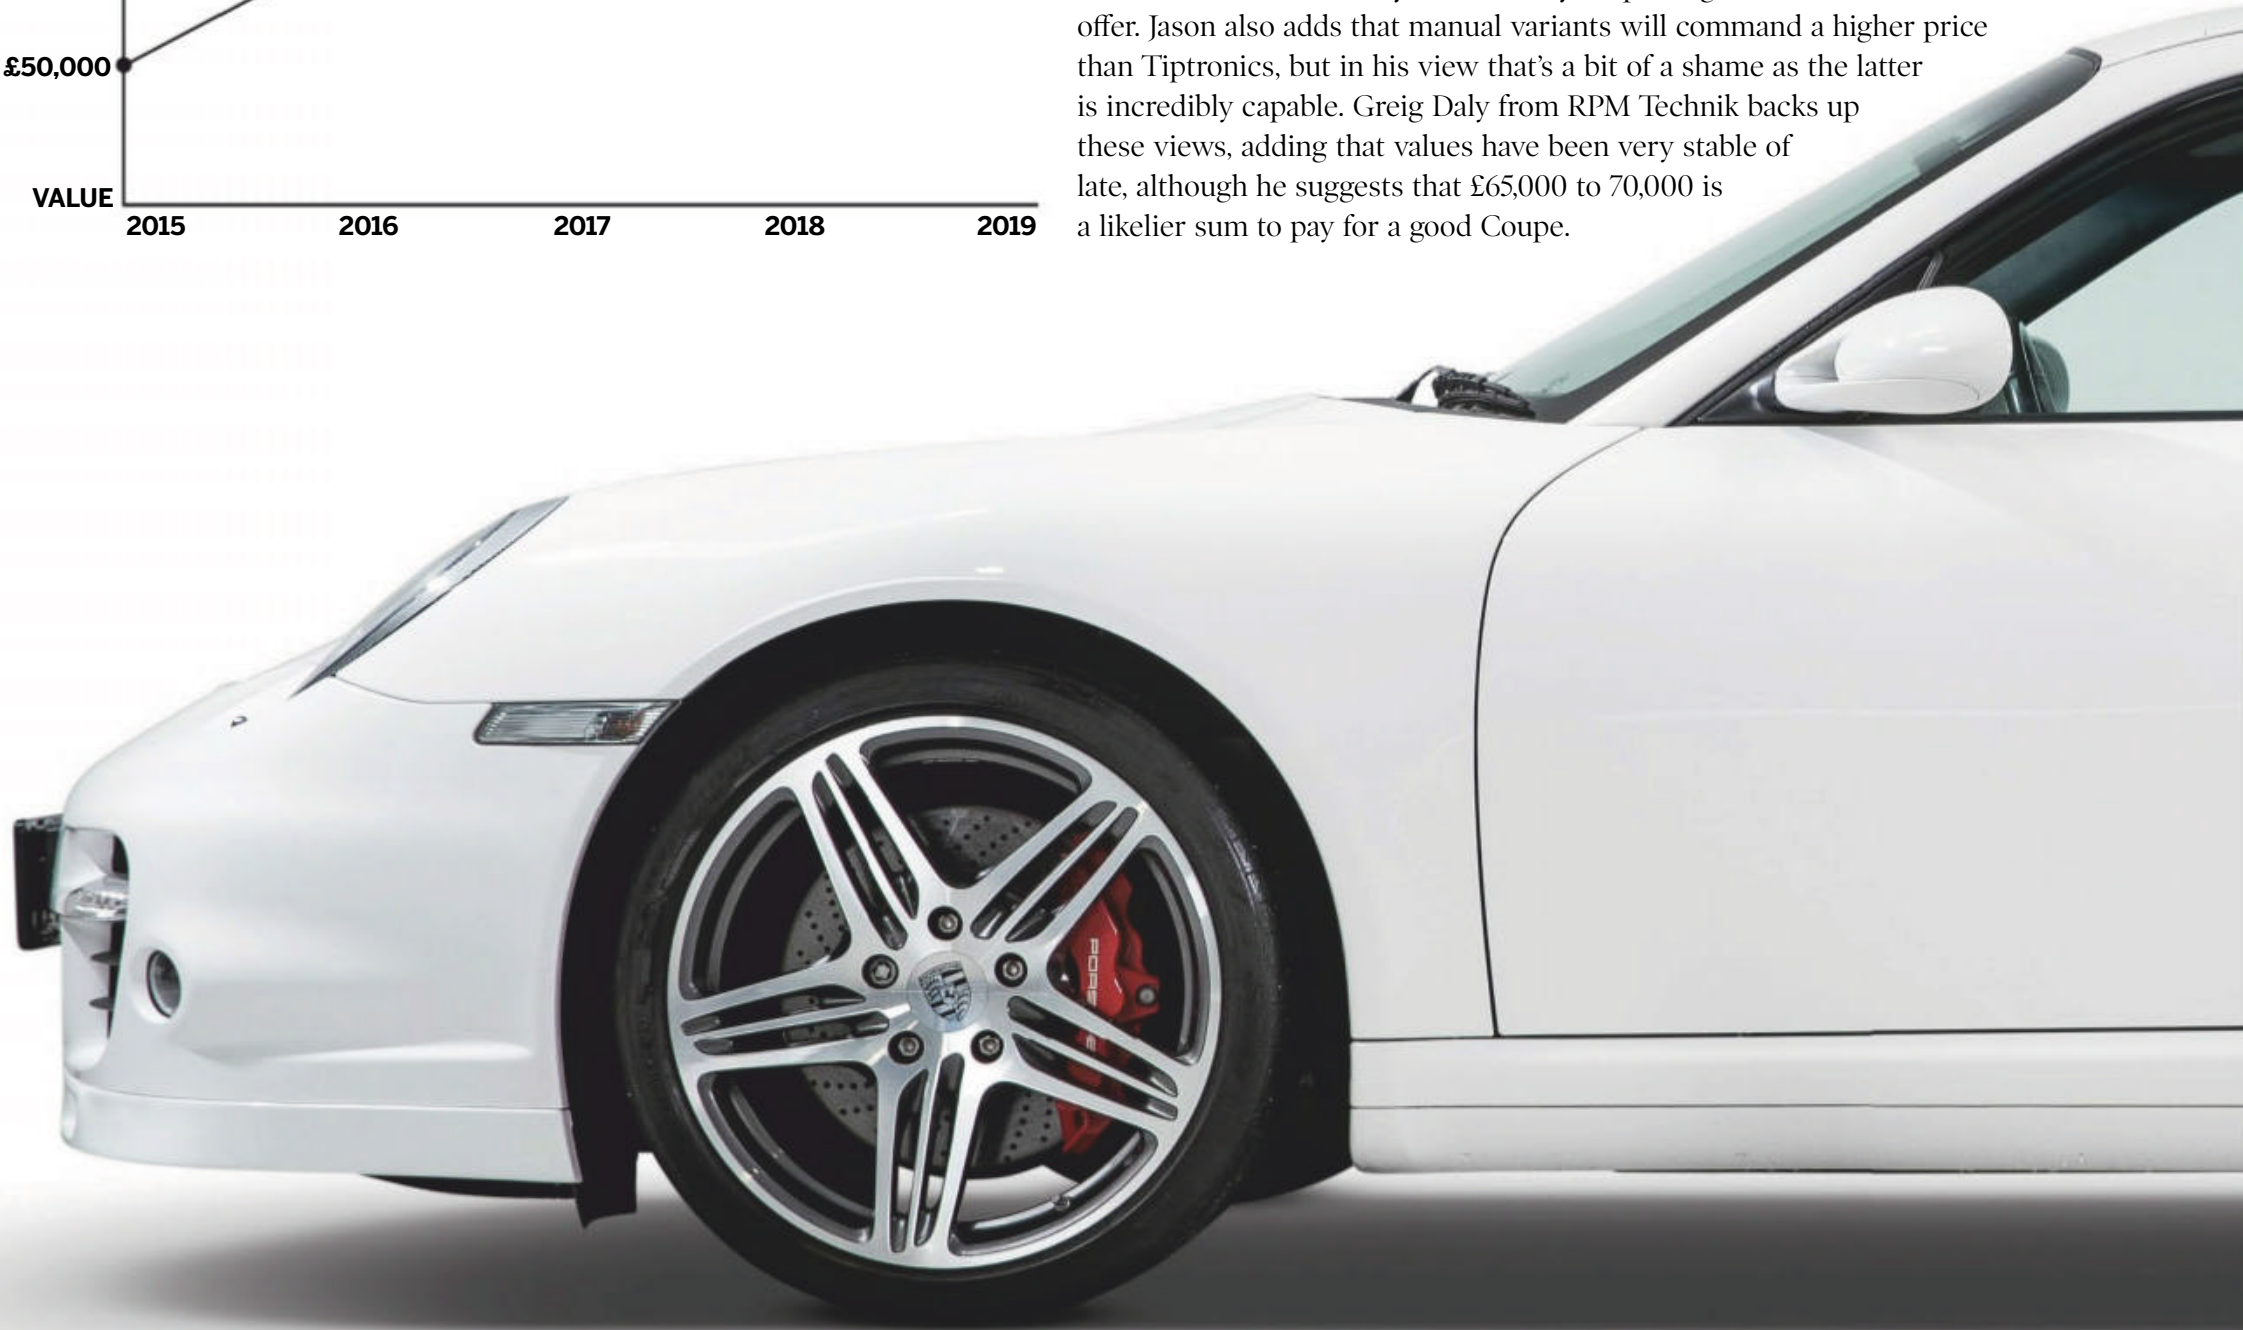 £50,000
VALUE
2015 2016 2017 2018 2019
offer. Jason also adds that manual variants will command a higher price
than Tiptronics, but in his view that's a bit of a shame as the latter
is incredibly capable. Greig Daly from RPM Technik backs up
these views, adding that values have been very stable of
late, although he suggests that £65,000 to 70,000 is
a likelier sum to pay for a good Coupe.